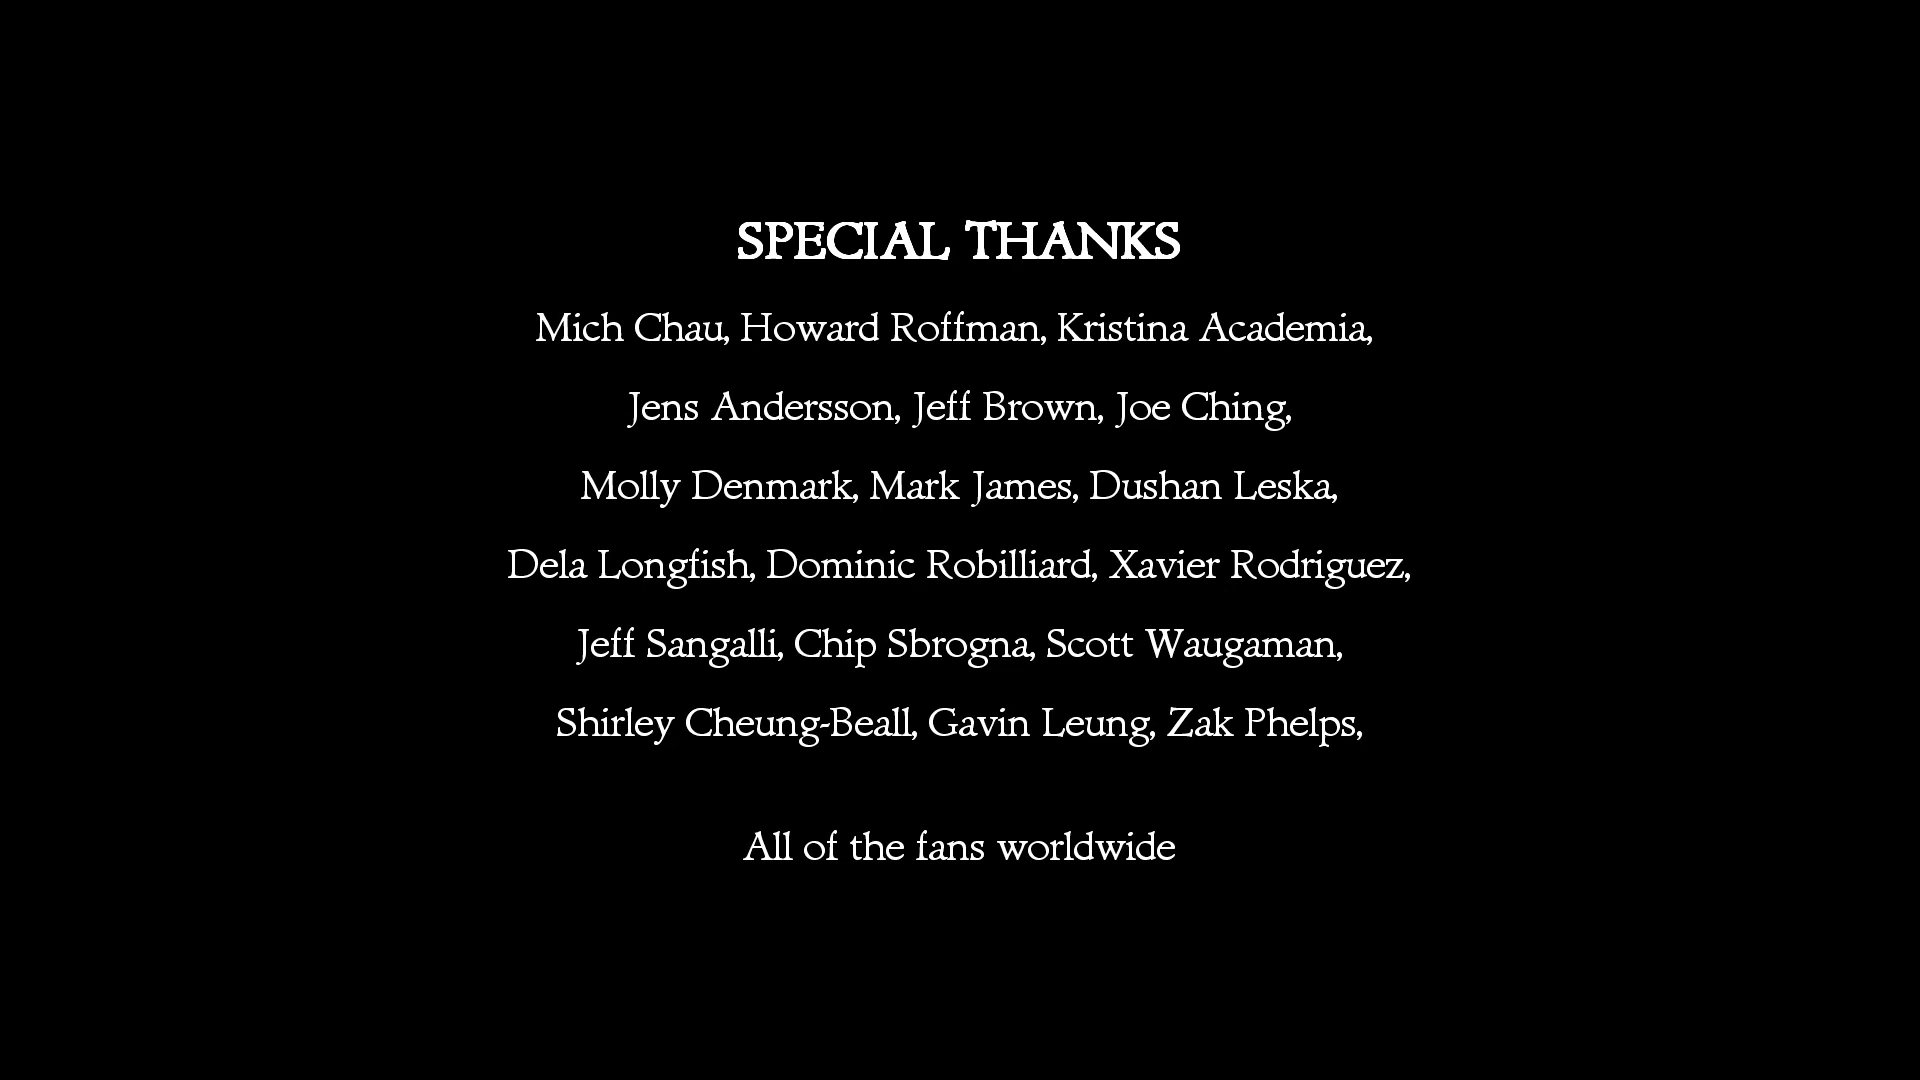 SPECIAL THANKS
Mich Chau, Howard Roffman, Kristina Academia,
Jens Andersson, Jeff Brown, Joe Ching,
Molly Denmark, Mark James, Dushan Leska,
Dela Longfish, Dominic Robilliard, Xavier Rodriguez,
Jeff Sangalli, Chip Sbrogna, Scott Waugaman,
Shirley Cheung-Beall, Gavin Leung, Zak Phelps,
All of the fans worldwide